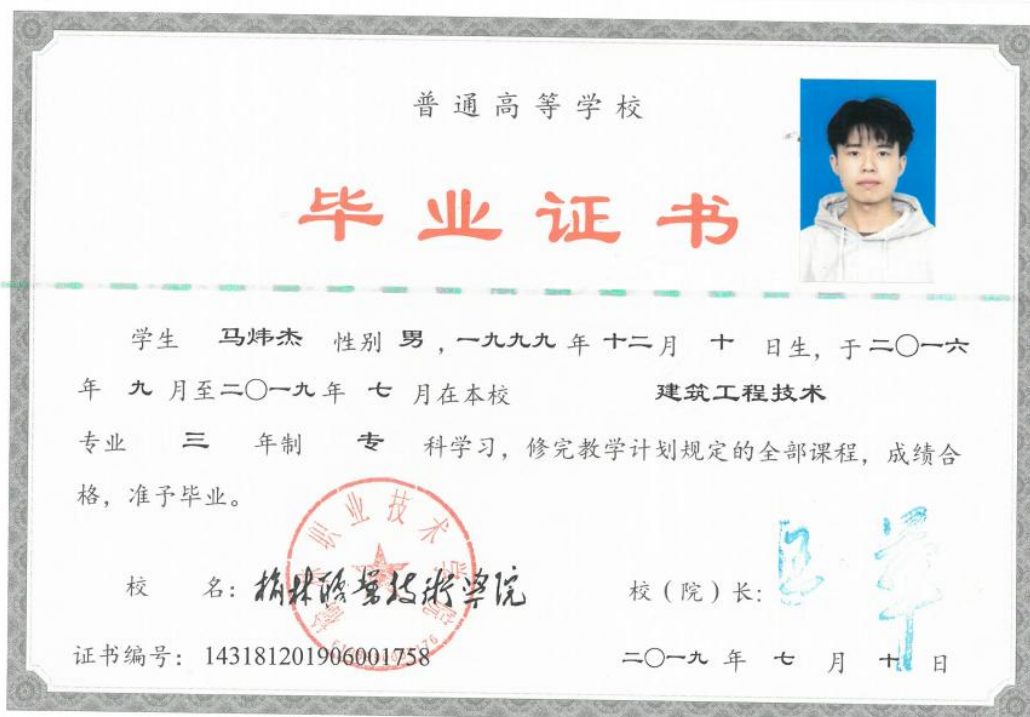 普通高等学校
毕业证书
学生 马炜杰 性别 男，一九九九 年 十二月 十 日生，于 二〇一六
年 九 月至 二〇一九 年 七 月在本校 建筑工程技术
专业 三 年制 专 科学习，修完教学计划规定的全部课程，成绩合
格，准予毕业。
校 名：榆林职业技术学院
校（院）长：
证书编号：143181201906001758
二〇一九 年 七 月 十 日